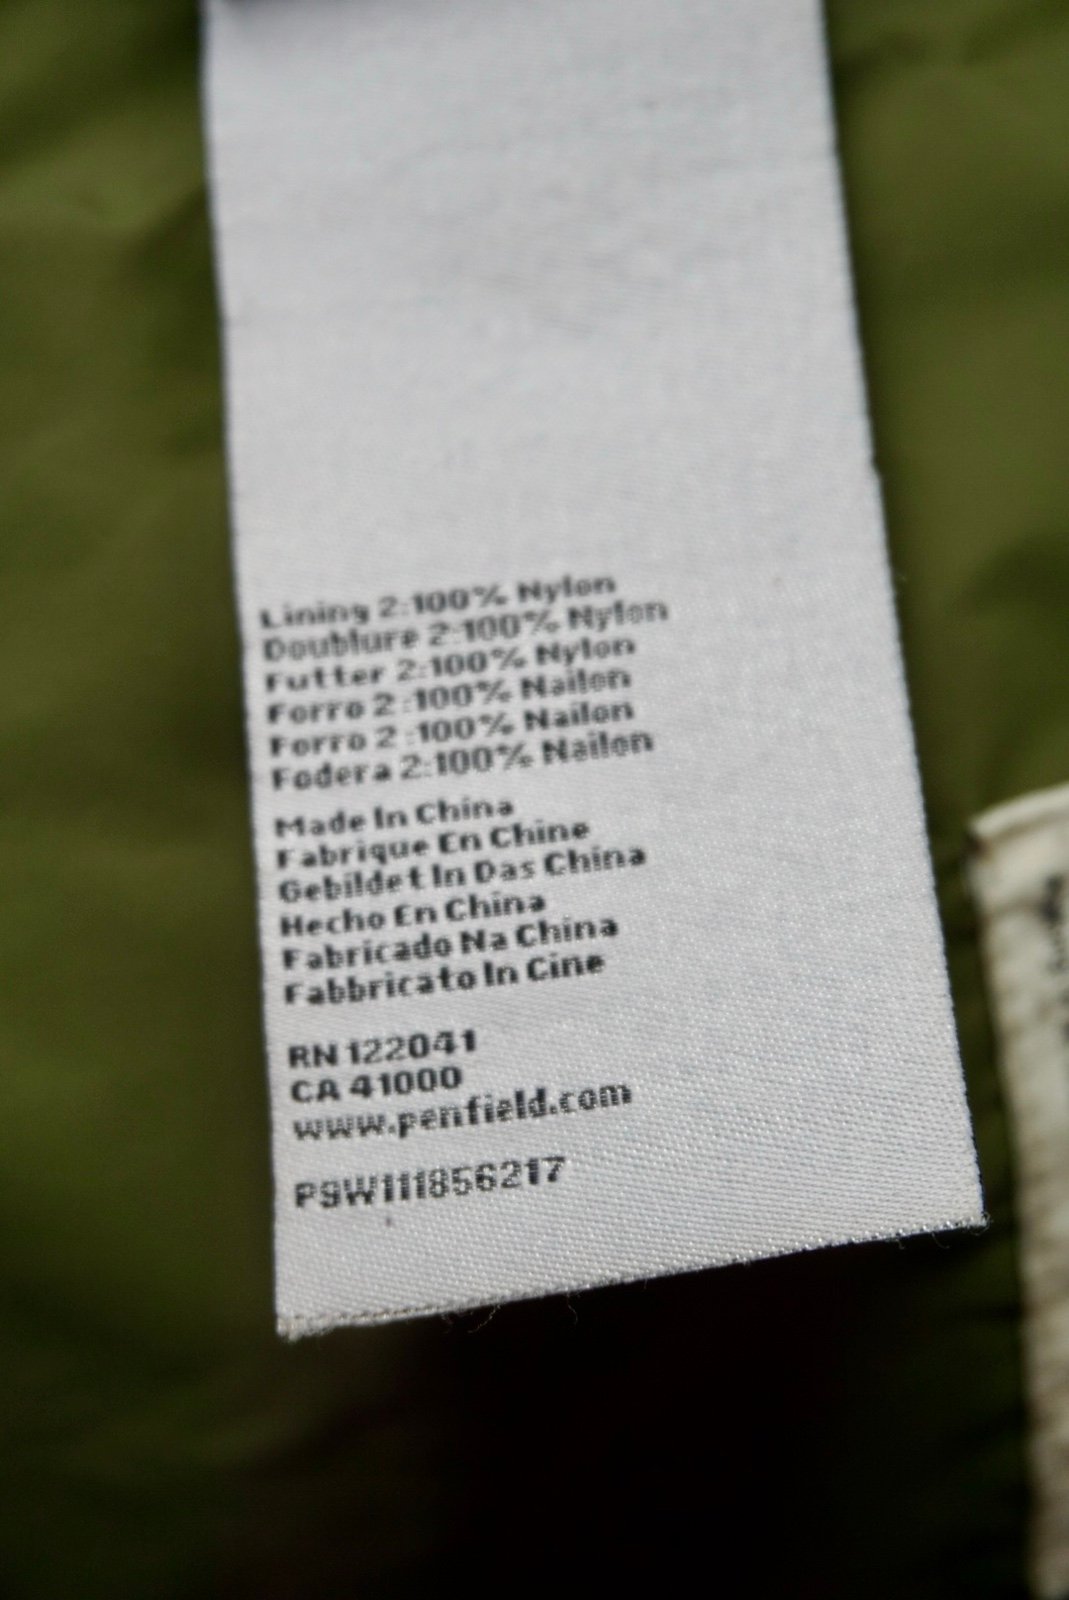 Lining 2:100% Nylon
Doublure 2:100% Nylon
Futter 2:100% Nylon
Forro 2 :100% Nailon
Forro 2 :100% Nailon
Fodera 2:100% Nailon
Made In China
Fabrique En Chine
Gebildet In Das China
Hecho En China
Fabricado Na China
Fabbricato In Cine
RN 122041
CA 41000
www.penfield.com
P9W111856217